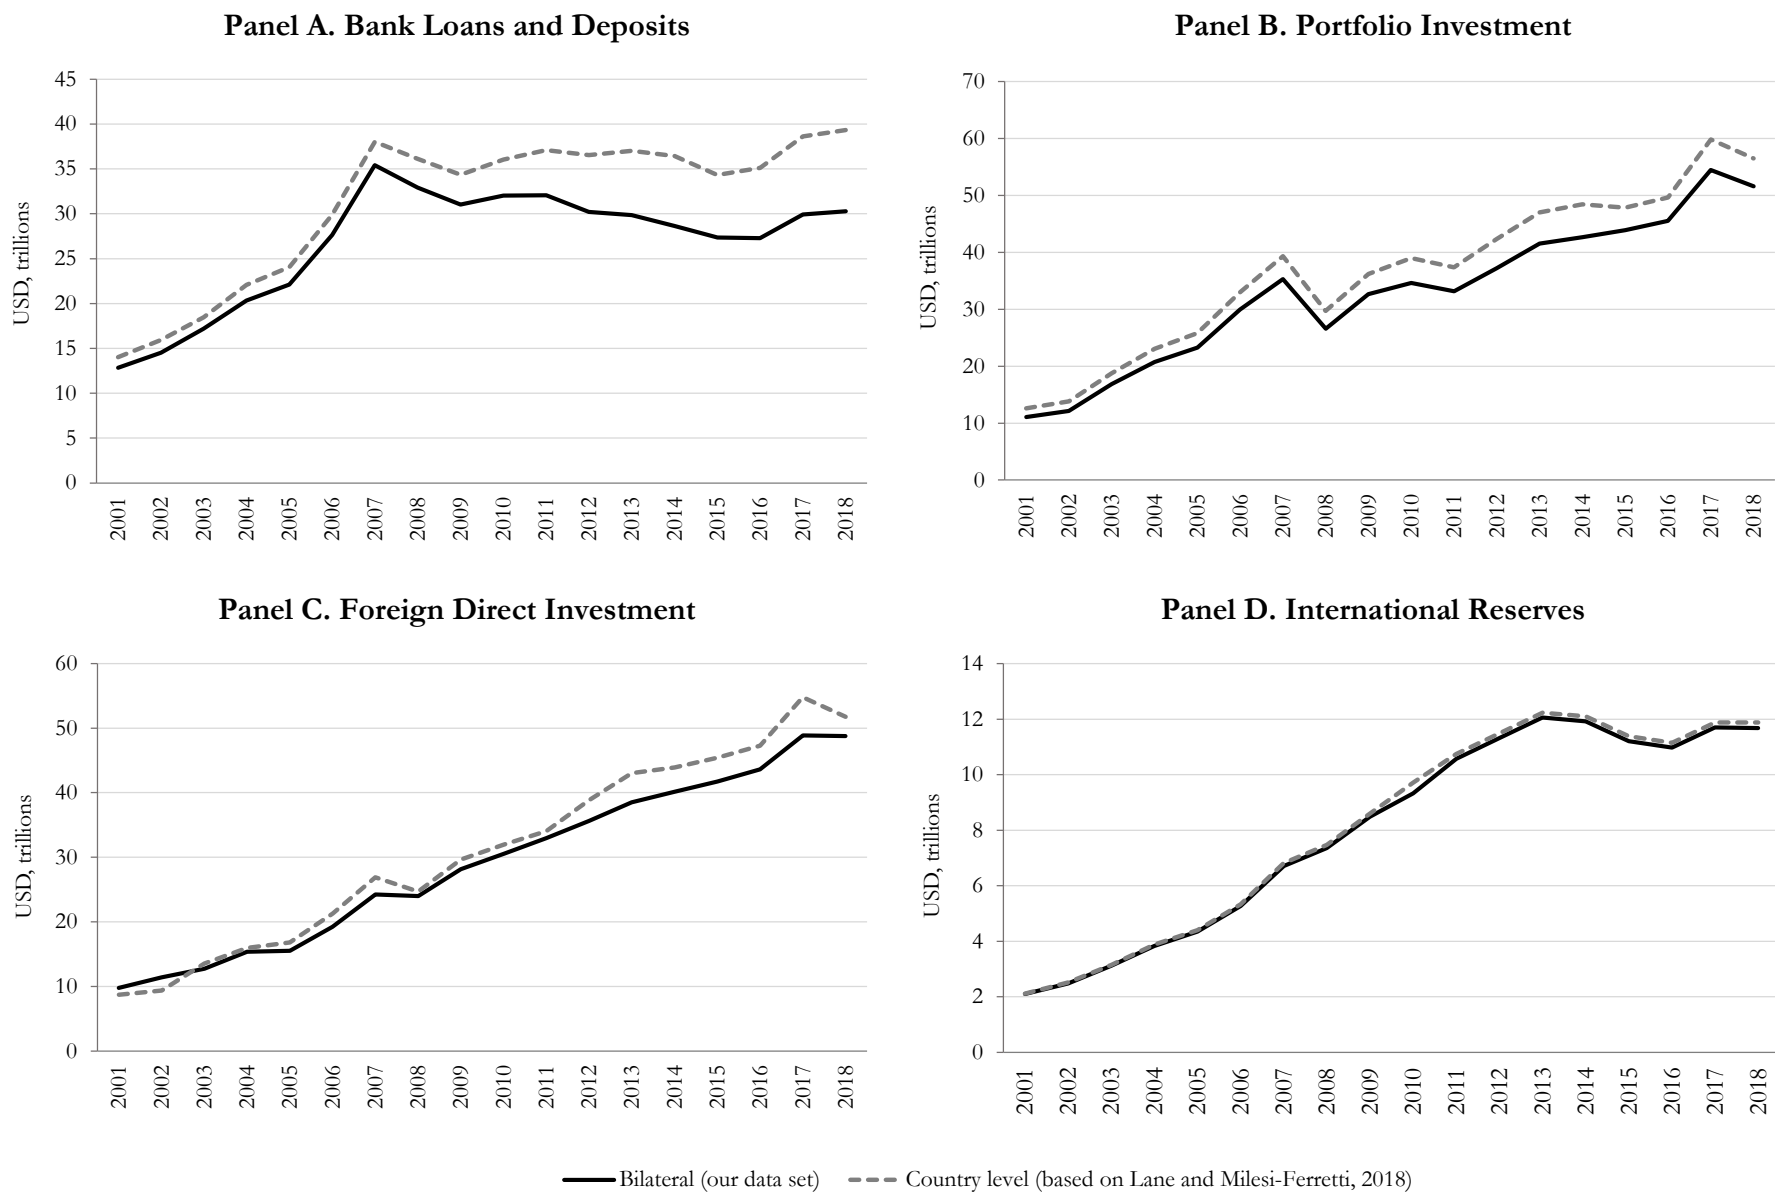 Panel A. Bank Loans and Deposits
USD, trillions
45
40
35
30
25
20
15
10
5
0
2001 2002 2003 2004 2005 2006 2007 2008 2009 2010 2011 2012 2013 2014 2015 2016 2017 2018
Panel B. Portfolio Investment
USD, trillions
70
60
50
40
30
20
10
0
2001 2002 2003 2004 2005 2006 2007 2008 2009 2010 2011 2012 2013 2014 2015 2016 2017 2018
Panel C. Foreign Direct Investment
USD, trillions
60
50
40
30
20
10
0
2001 2002 2003 2004 2005 2006 2007 2008 2009 2010 2011 2012 2013 2014 2015 2016 2017 2018
Panel D. International Reserves
USD, trillions
14
12
10
8
6
4
2
0
2001 2002 2003 2004 2005 2006 2007 2008 2009 2010 2011 2012 2013 2014 2015 2016 2017 2018
Bilateral (our data set) Country level (based on Lane and Milesi-Ferretti, 2018)